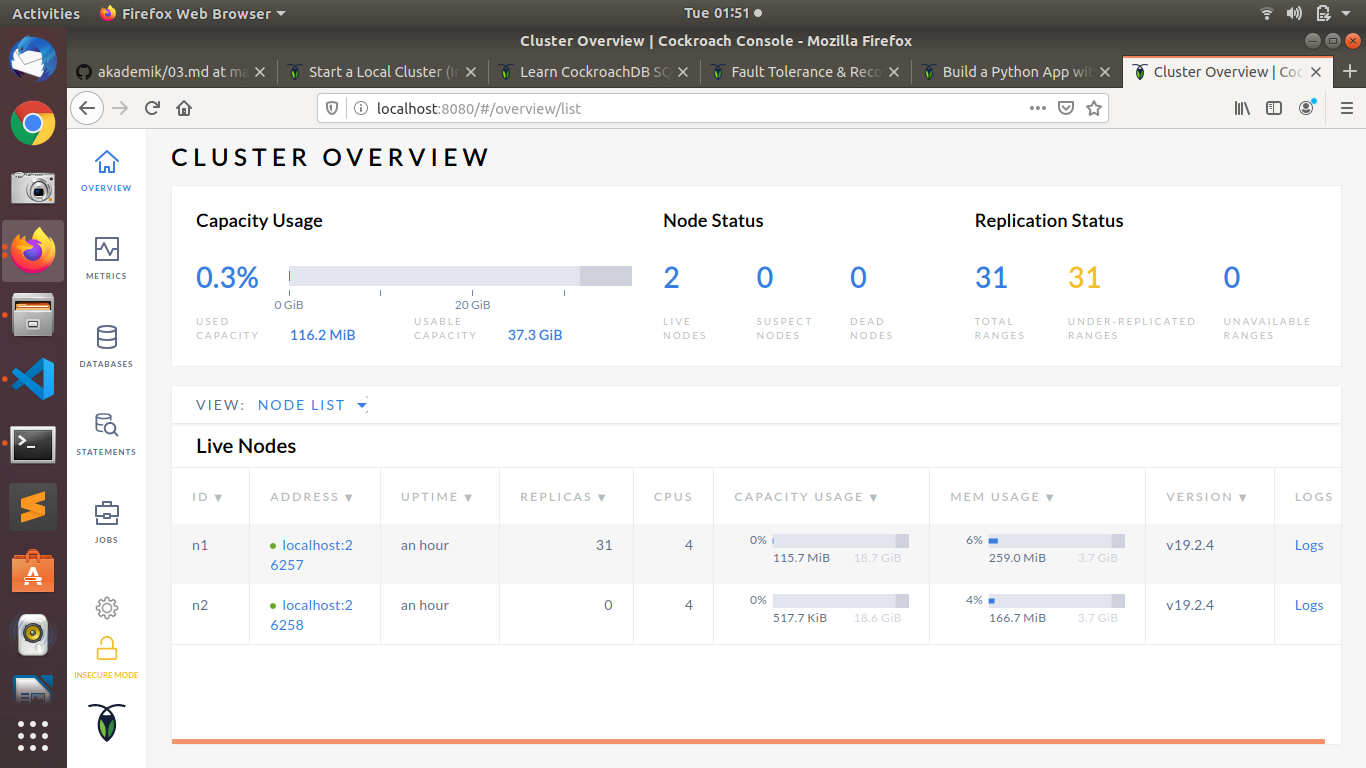 Activities Firefox Web Browser Tue 01:51
Cluster Overview | Cockroach Console - Mozilla Firefox
akademik/03.md at ma Start a Local Cluster (In Learn CockroachDB SQ Fault Tolerance & Reco Build a Python App wit Cluster Overview | Coc
localhost:8080/#/overview/list
OVERVIEW
METRICS
DATABASES
STATEMENTS
JOBS
INSECURE MODE
CLUSTER OVERVIEW
Capacity Usage Node Status Replication Status
0.3% 2 0 0 31 31 0
0 GiB 20 GiB
USED CAPACITY 116.2 MiB USABLE CAPACITY 37.3 GiB LIVE NODES SUSPECT NODES DEAD NODES TOTAL RANGES UNDER-REPLICATED RANGES UNAVAILABLE RANGES
VIEW: NODE LIST
Live Nodes
ID ADDRESS UPTIME REPLICAS CPUS CAPACITY USAGE MEM USAGE VERSION LOGS
n1 localhost:2 an hour 31 4 0% 6% v19.2.4 Logs
6257 115.7 MiB 18.7 GiB 259.0 MiB 3.7 GiB
n2 localhost:2 an hour 0 4 0% 4% v19.2.4 Logs
6258 517.7 KiB 18.6 GiB 166.7 MiB 3.7 GiB